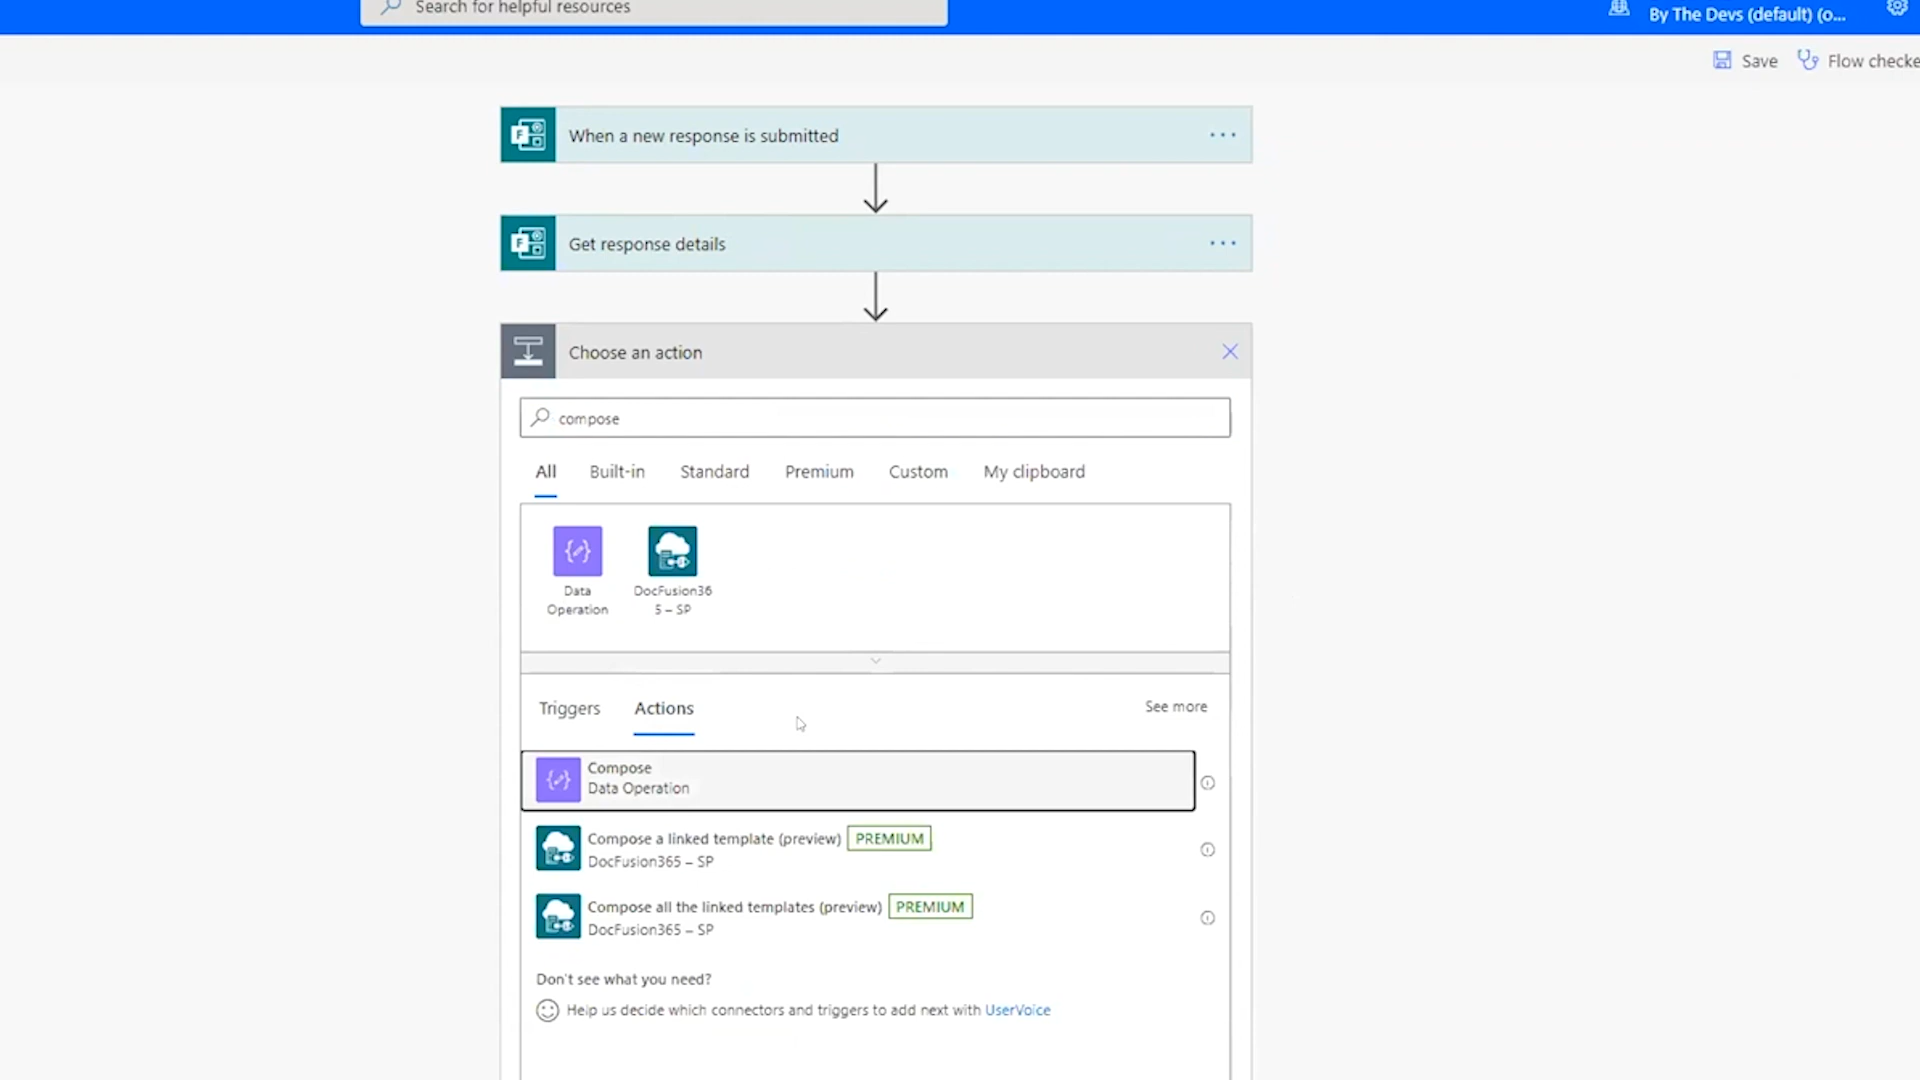 Search for helpful resources
By The Devs (default) (o...
Save
Flow checke
When a new response is submitted
Get response details
Choose an action
compose
All
Built-in
Standard
Premium
Custom
My clipboard
Data
Operation
DocFusion36
5 – SP
Triggers
Actions
See more
Compose
Data Operation
Compose a linked template (preview) PREMIUM
DocFusion365 – SP
Compose all the linked templates (preview) PREMIUM
DocFusion365 – SP
Don't see what you need?
Help us decide which connectors and triggers to add next with UserVoice